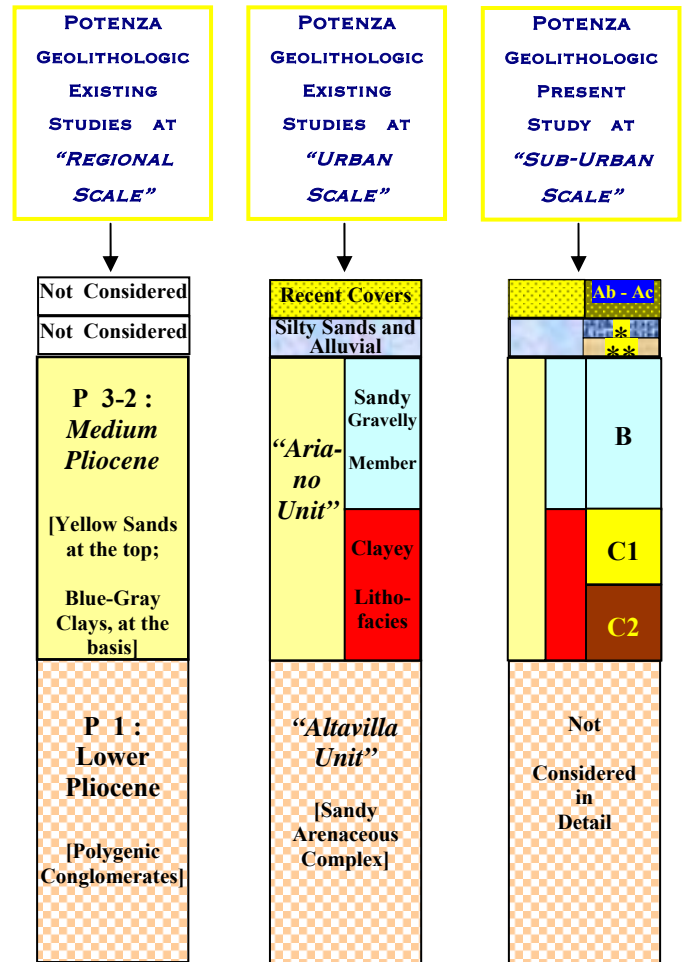 POTENZA
GEOLITHOLOGIC
EXISTING
STUDIES AT
“REGIONAL
SCALE”
POTENZA
GEOLITHOLOGIC
EXISTING
STUDIES AT
“URBAN
SCALE”
POTENZA
GEOLITHOLOGIC
PRESENT
STUDY AT
“SUB-URBAN
SCALE”
Not Considered
Not Considered
P 3-2 :
Medium
Pliocene
[Yellow Sands
at the top;
Blue-Gray
Clays, at the
basis]
P 1 :
Lower
Pliocene
[Polygenic
Conglomerates]
Recent Covers
Silty Sands and
Alluvial
“Aria-
no
Unit”
Sandy
Gravelly
Member
Clayey
Litho-
facies
“Altavilla
Unit”
[Sandy
Arenaceous
Complex]
Ab - Ac
*
**
B
C1
C2
Not
Considered
in
Detail